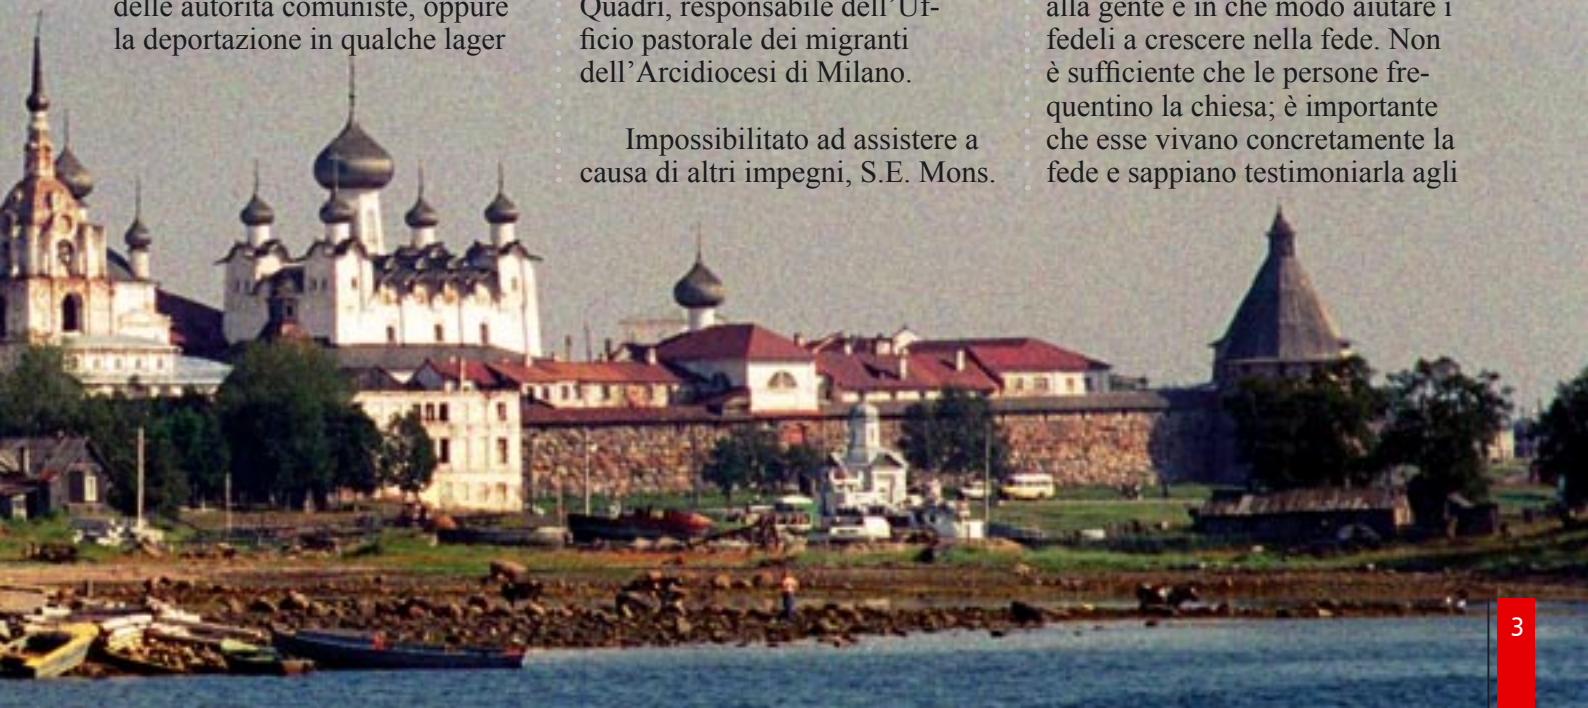 delle autorità comuniste, oppure
la deportazione in qualche lager
Quadri, responsabile dell’Uf-
ficio pastorale dei migranti
dell’Arcidiocesi di Milano.
Impossibilitato ad assistere a
causa di altri impegni, S.E. Mons.
alla gente e in che modo aiutare i
fedeli a crescere nella fede. Non
è sufficiente che le persone fre-
quentino la chiesa; è importante
che esse vivano concretamente la
fede e sappiano testimoniarla agli
3